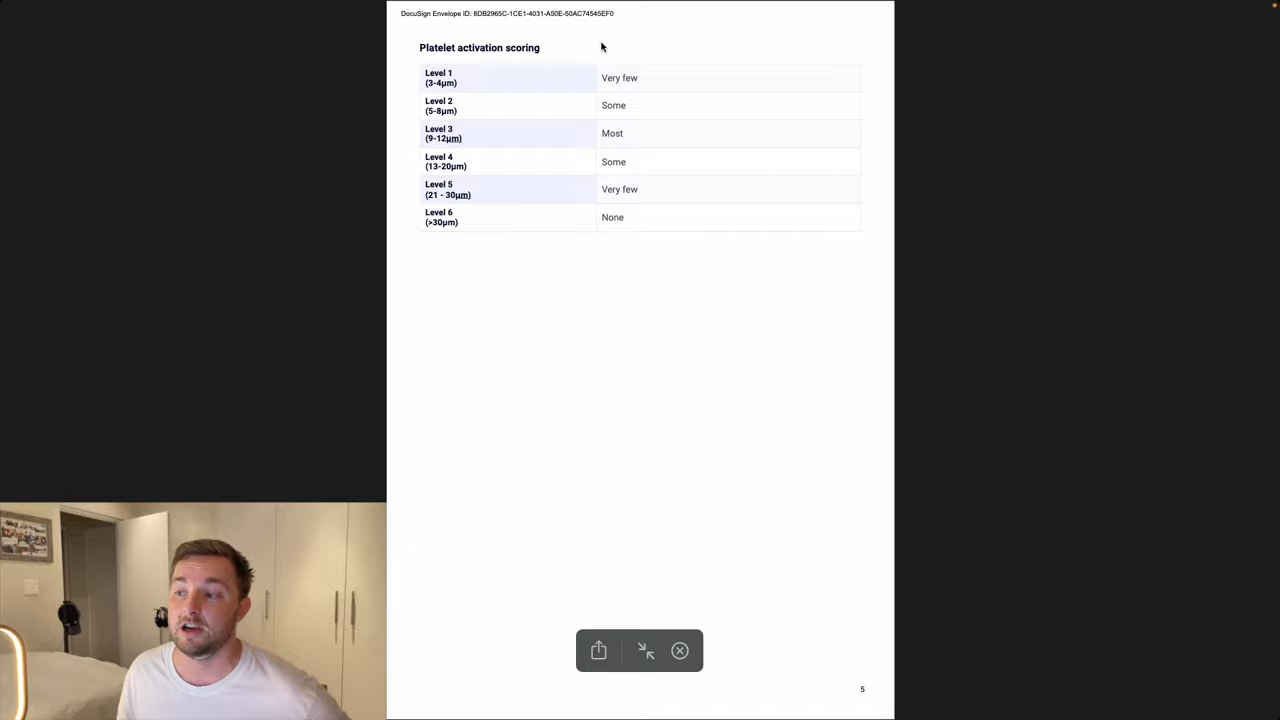 DocuSign Envelope ID: 8DB2965C-1CE1-4031-A50E-50AC74545EF0
Platelet activation scoring
Level 1
(3-4μm)
Very few
Level 2
(5-8μm)
Some
Level 3
(9-12μm)
Most
Level 4
(13-20μm)
Some
Level 5
(21 - 30μm)
Very few
Level 6
(>30μm)
None
5